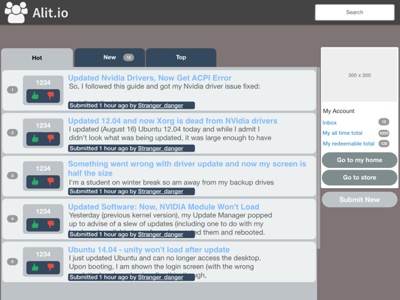 Alit.io
Search
Hot
New
Top
300 x 200
1
1234
Updated Nvidia Drivers, Now Get ACPI Error
So, I followed this guide and got my Nvidia driver issue fixed:
Submitted 1 hour ago by Stranger_danger
2
1234
Updated 12.04 and now Xorg is dead from NVidia drivers
I updated (August 16) Ubuntu 12.04 today and while I admit I
didn't look what was being updated, it was large enough to have
Submitted 1 hour ago by Stranger_danger
3
1234
Something went wrong with driver update and now my screen is
half the size
I'm a student on winter break so am away from my backup drives
Submitted 1 hour ago by Stranger_danger
4
1234
Updated Software: Now, NVIDIA Module Won't Load
Yesterday (previous kernel version), my Update Manager popped
up to advise of a slew of updates (including one to do with my
d them and rebooted.
Submitted 1 hour ago by Stranger_danger
5
1234
Ubuntu 14.04 - unity won't load after update
I just updated Ubuntu and can no longer access the desktop.
Upon booting, I am shown the login screen (with the wrong
ugh,
Submitted 1 hour ago by Stranger_danger
My Account
Inbox
My all time total
My redeemable total
Go to my home
Go to store
Submit New